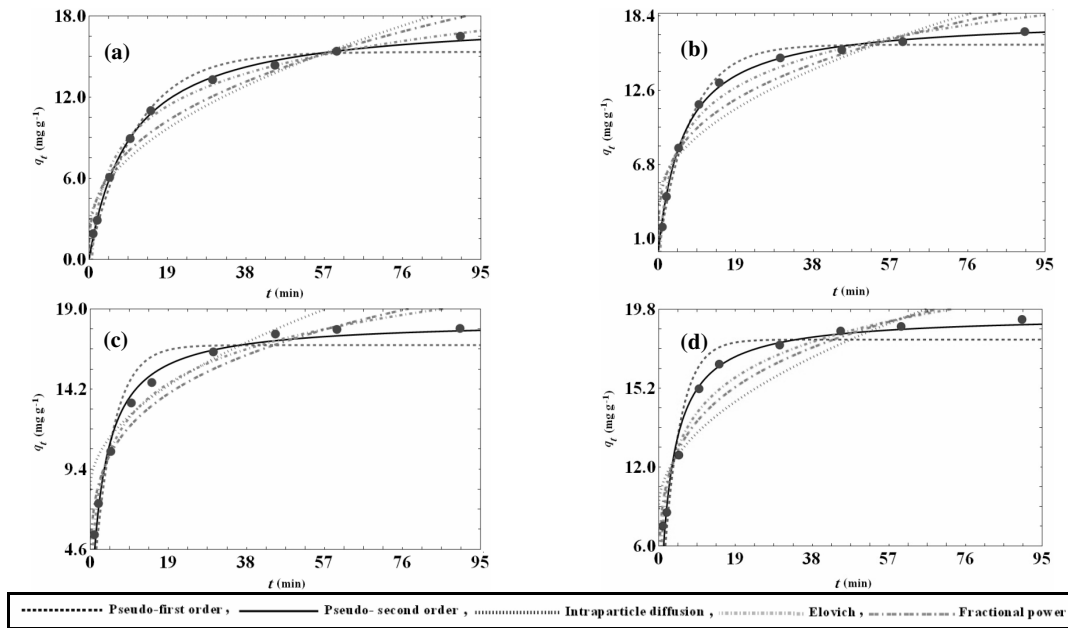 18.0
12.0
6.0
0.0
q_t (mg g⁻¹)
(a)
0 19 38 57 76 95
t (min)
18.4
12.6
6.8
1.0
q_t (mg g⁻¹)
(b)
0 19 38 57 76 95
t (min)
19.0
14.2
9.4
4.6
q_t (mg g⁻¹)
(c)
0 19 38 57 76 95
t (min)
19.8
15.2
12.0
6.0
q_t (mg g⁻¹)
(d)
0 19 38 57 76 95
t (min)
Pseudo-first order , Pseudo- second order , Intraparticle diffusion , Elovich , Fractional power